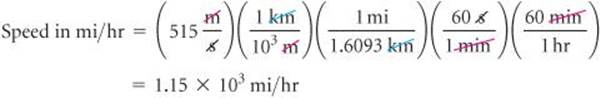 Speed in mi/hr = (515 m/s)(1 km/10³ m)(1 mi/1.6093 km)(60 s/1 min)(60 min/1 hr)
= 1.15 × 10³ mi/hr